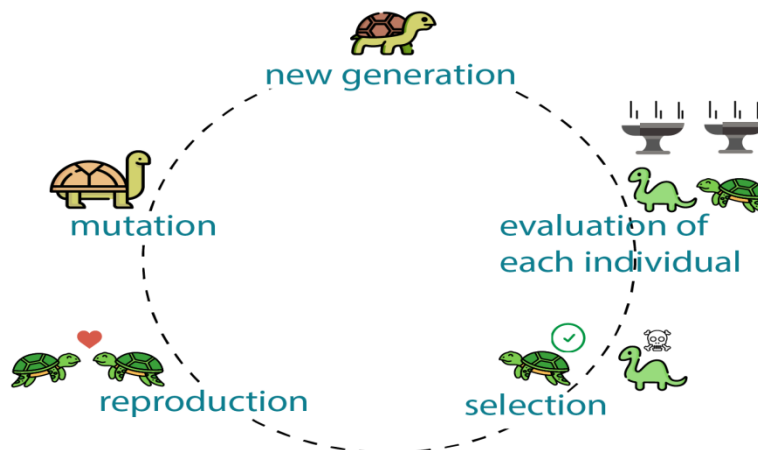 new generation
mutation
evaluation of
each individual
reproduction
selection